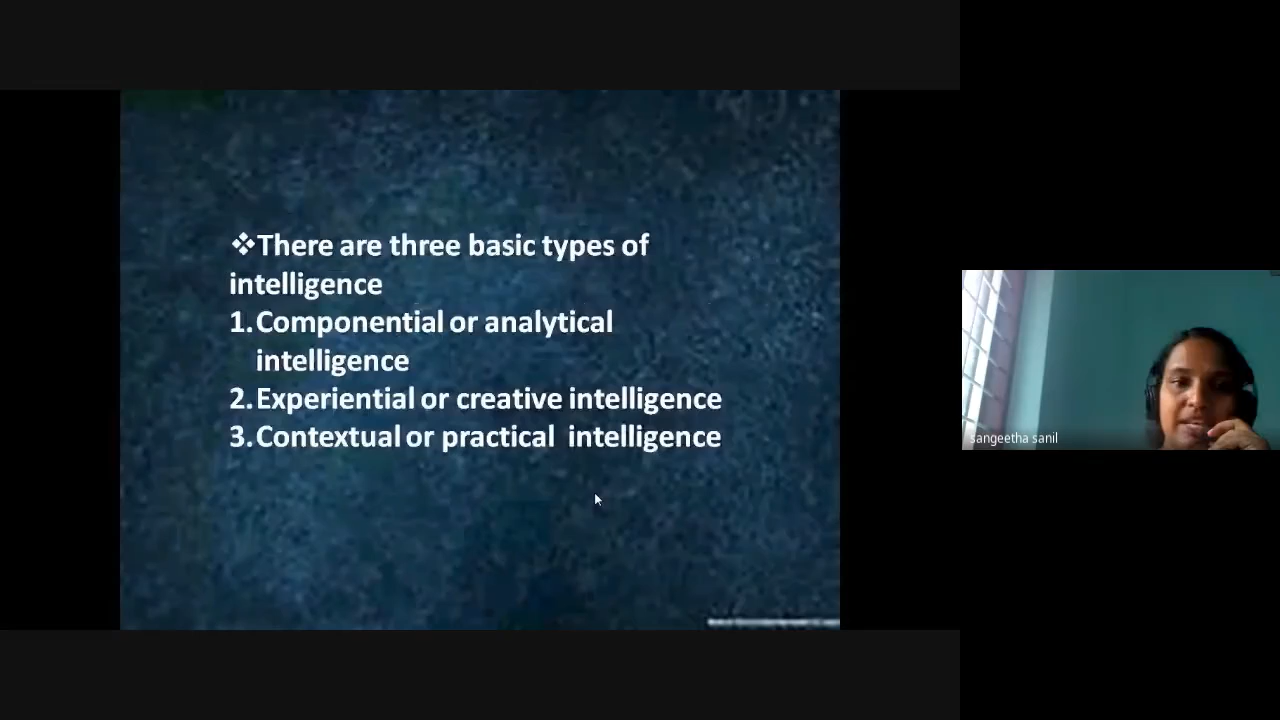 ❖There are three basic types of
intelligence
1.Componential or analytical
intelligence
2.Experiential or creative intelligence
3.Contextual or practical intelligence
sangeetha sanil